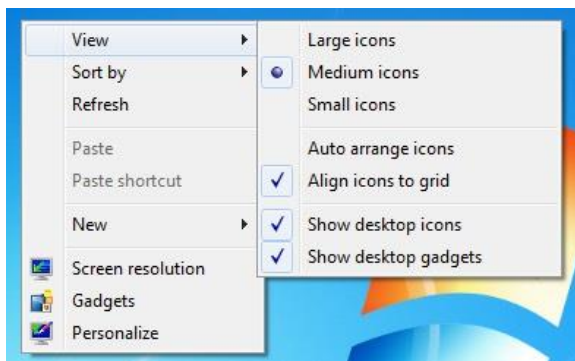 View
Sort by
Refresh
Paste
Paste shortcut
New
Screen resolution
Gadgets
Personalize
Large icons
Medium icons
Small icons
Auto arrange icons
Align icons to grid
Show desktop icons
Show desktop gadgets